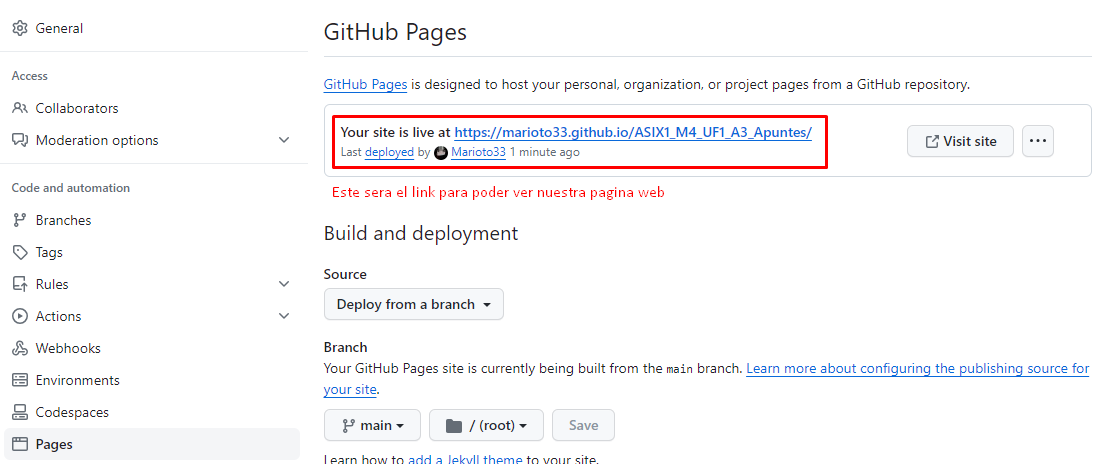 General
Access
Collaborators
Moderation options
Code and automation
Branches
Tags
Rules
Actions
Webhooks
Environments
Codespaces
Pages
GitHub Pages
GitHub Pages is designed to host your personal, organization, or project pages from a GitHub repository.
Your site is live at https://marioto33.github.io/ASIX1_M4_UF1_A3_Apuntes/
Last deployed by Marioto33 1 minute ago
Visit site
Este sera el link para poder ver nuestra pagina web
Build and deployment
Source
Deploy from a branch
Branch
Your GitHub Pages site is currently being built from the main branch. Learn more about configuring the publishing source for
your site.
main / (root) Save
Learn how to add a Jekyll theme to your site.